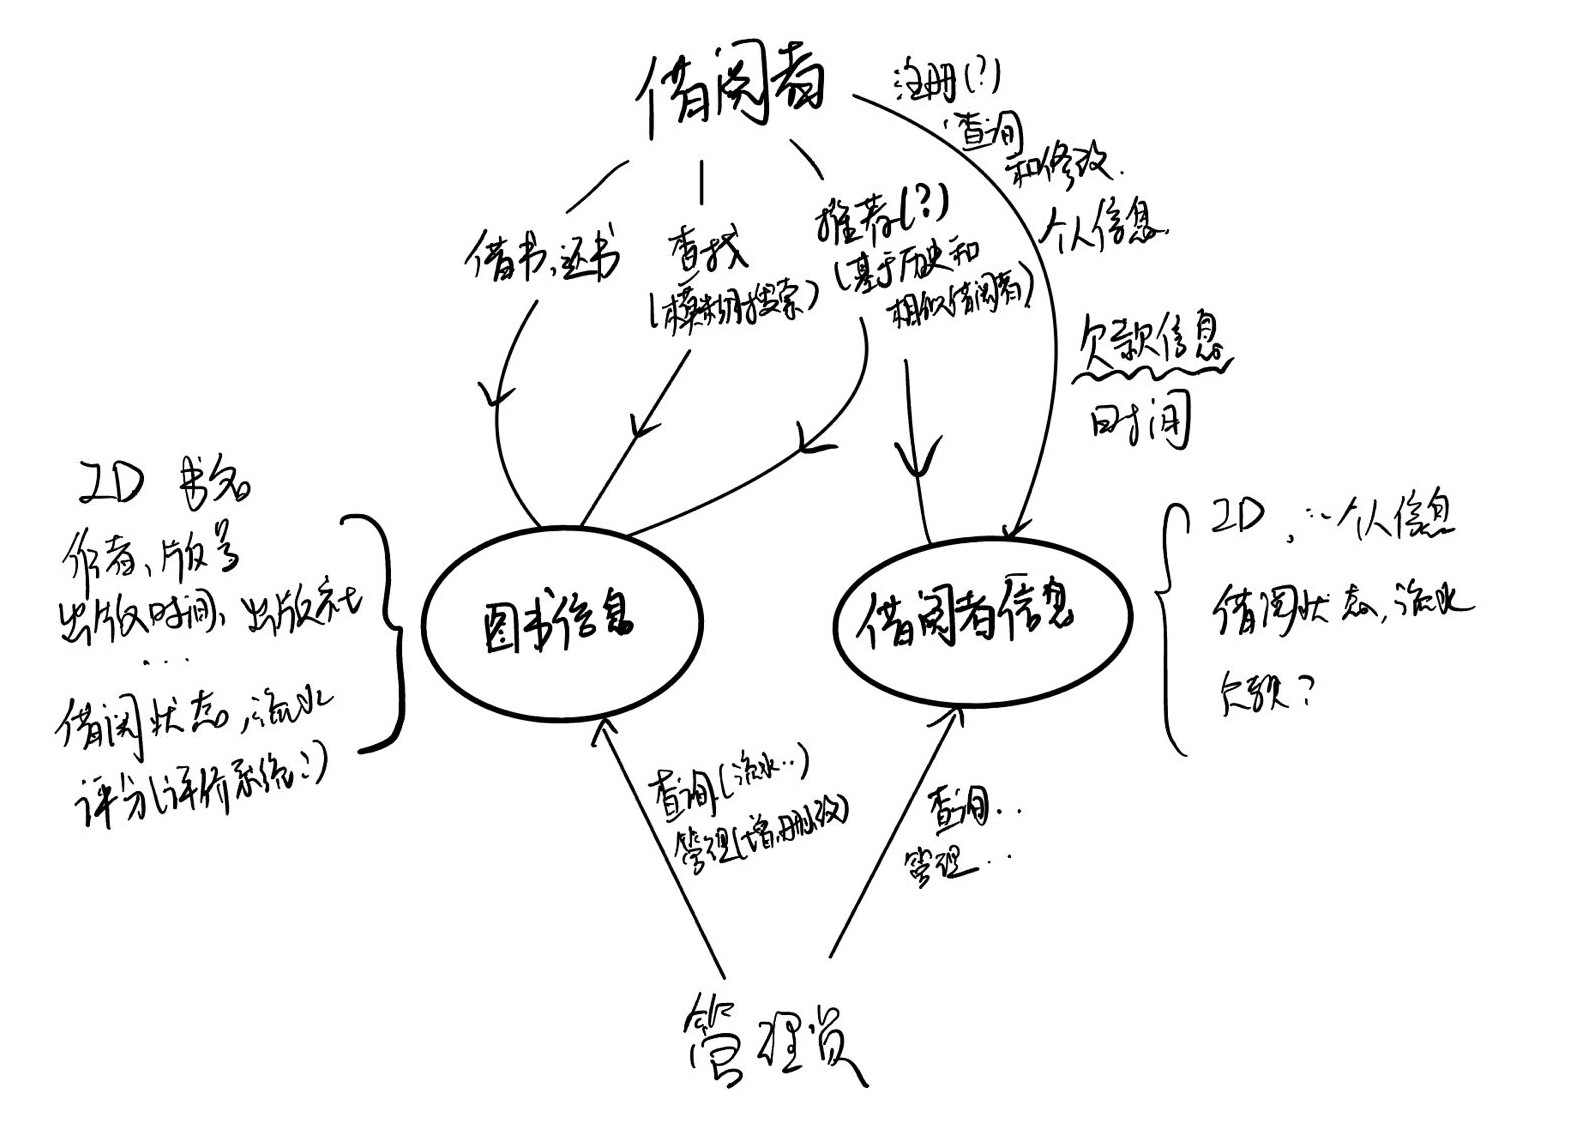 借阅者
注册(?)
查询
和修改.
个人信息.
借书,还书
查找
(模糊搜索)
推荐(?)
(基于历史和
相似借阅者)
欠款信息
时间
ID 书名
作者、版号
出版时间, 出版社
...
借阅状态,流水
评分(评价系统?)
图书信息
借阅者信息
ID, ..个人信息
借阅状态,流水
欠款?
查询(流水..)
管理(增,删,改)
查询..
管理...
管理员